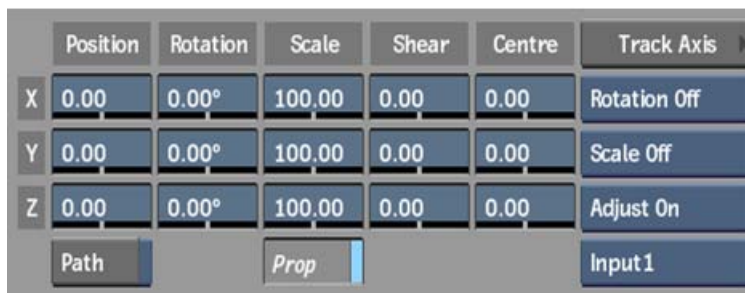 Position Rotation Scale Shear Centre Track Axis
X 0.00 0.00° 100.00 0.00 0.00 Rotation Off
Y 0.00 0.00° 100.00 0.00 0.00 Scale Off
Z 0.00 0.00° 100.00 0.00 0.00 Adjust On
Path Prop Input1